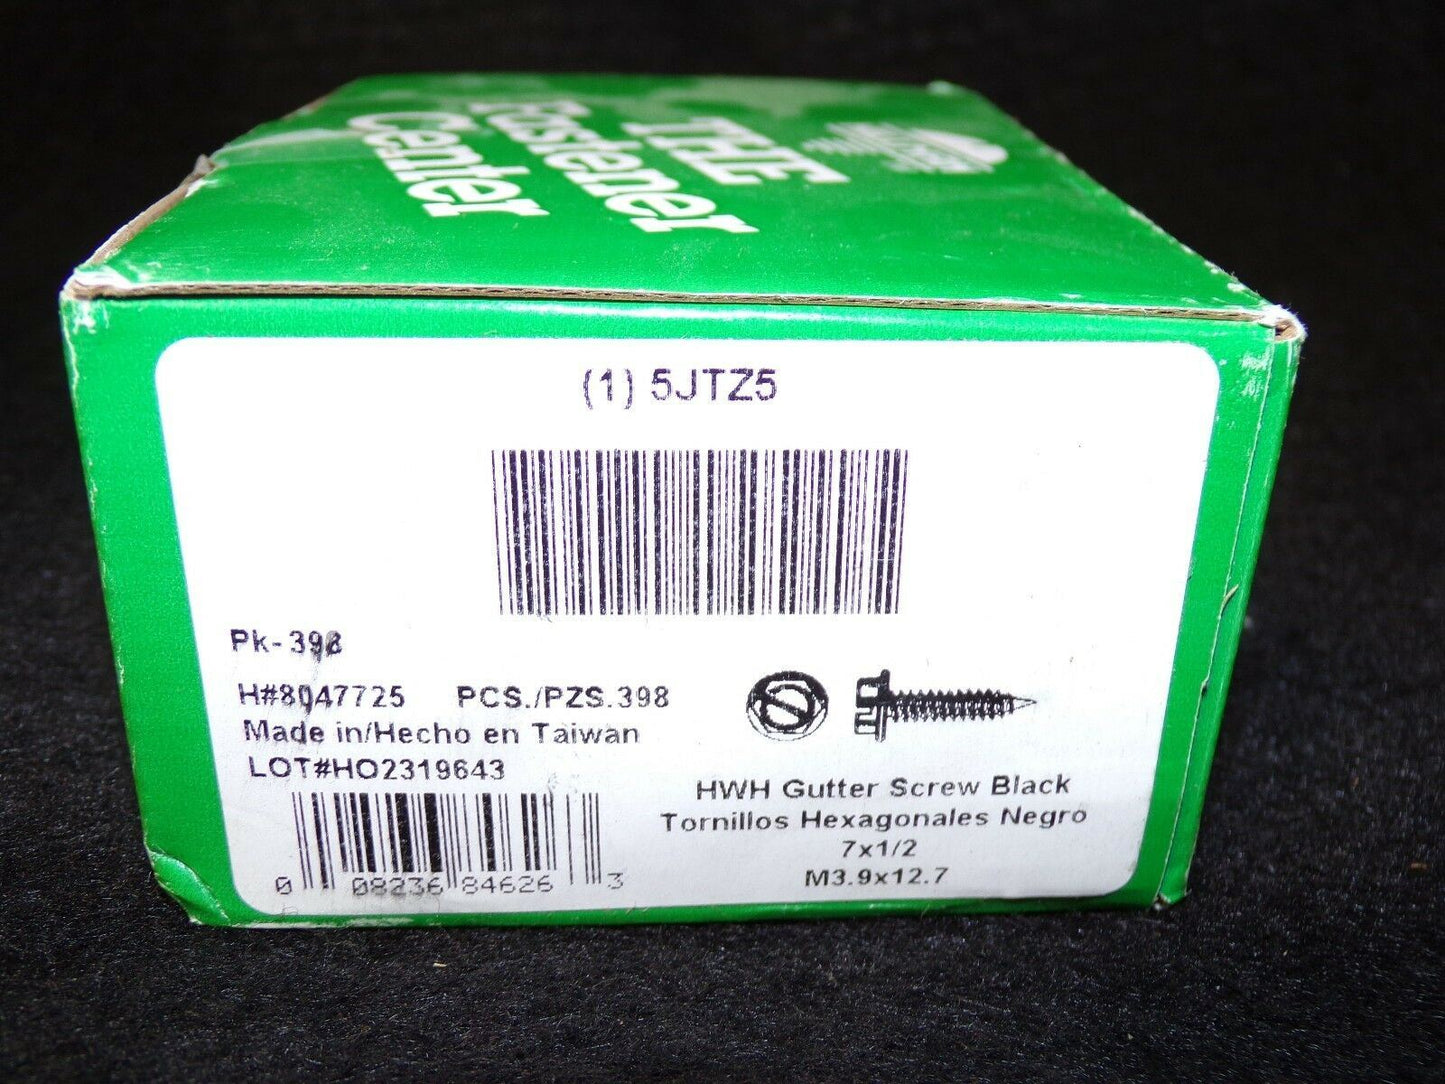 THE
Fastener
Center
HILLMAN
(1) 5JTZ5
Pk-398
H#8047725 PCS./PZS.398
Made in/Hecho en Taiwan
LOT#HO2319643
0 08236 84626 3
HWH Gutter Screw Black
Tornillos Hexagonales Negro
7x1/2
M3.9x12.7